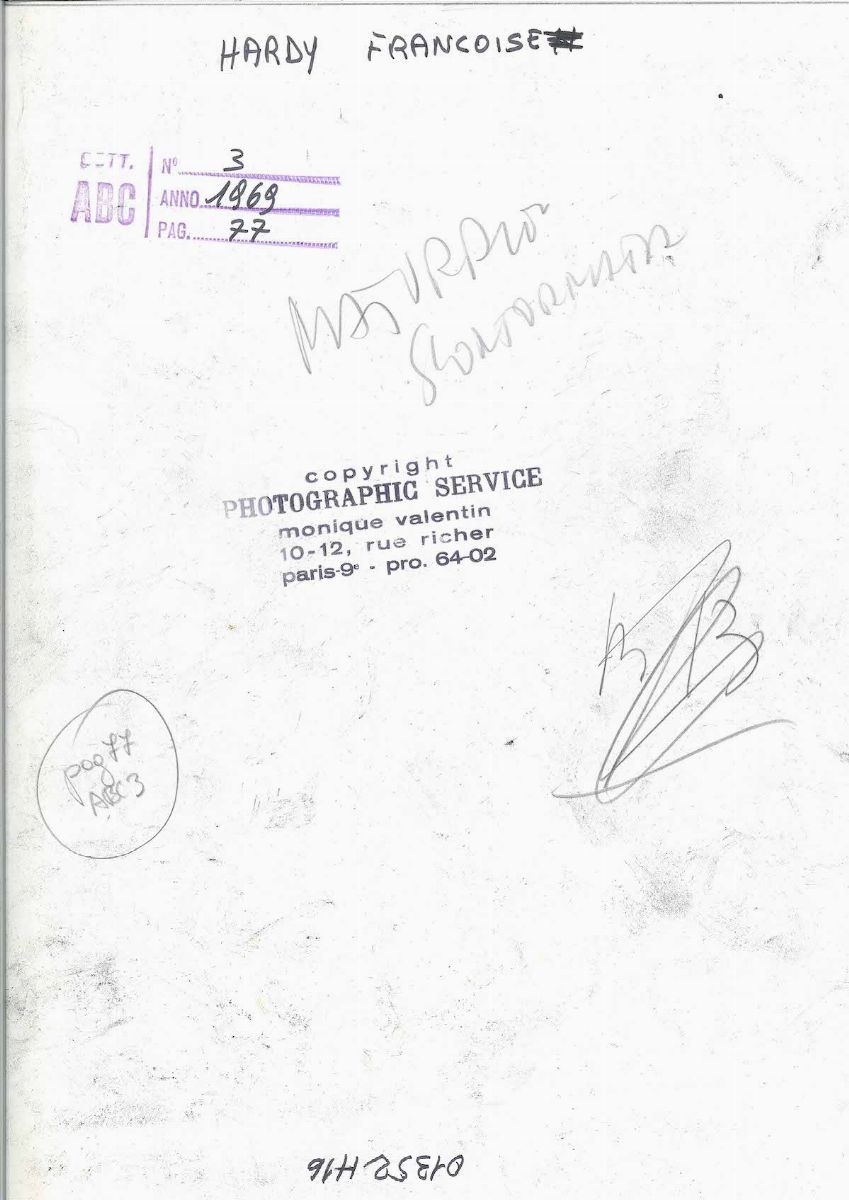 HARDY FRANCOISE
SETT. ABC
N° 3
ANNO 1969
PAG. 77
copyright
PHOTOGRAPHIC SERVICE
monique valentin
10-12, rue richer
paris-9e - pro. 64-02
pag 77
ABC 3
01352 H16